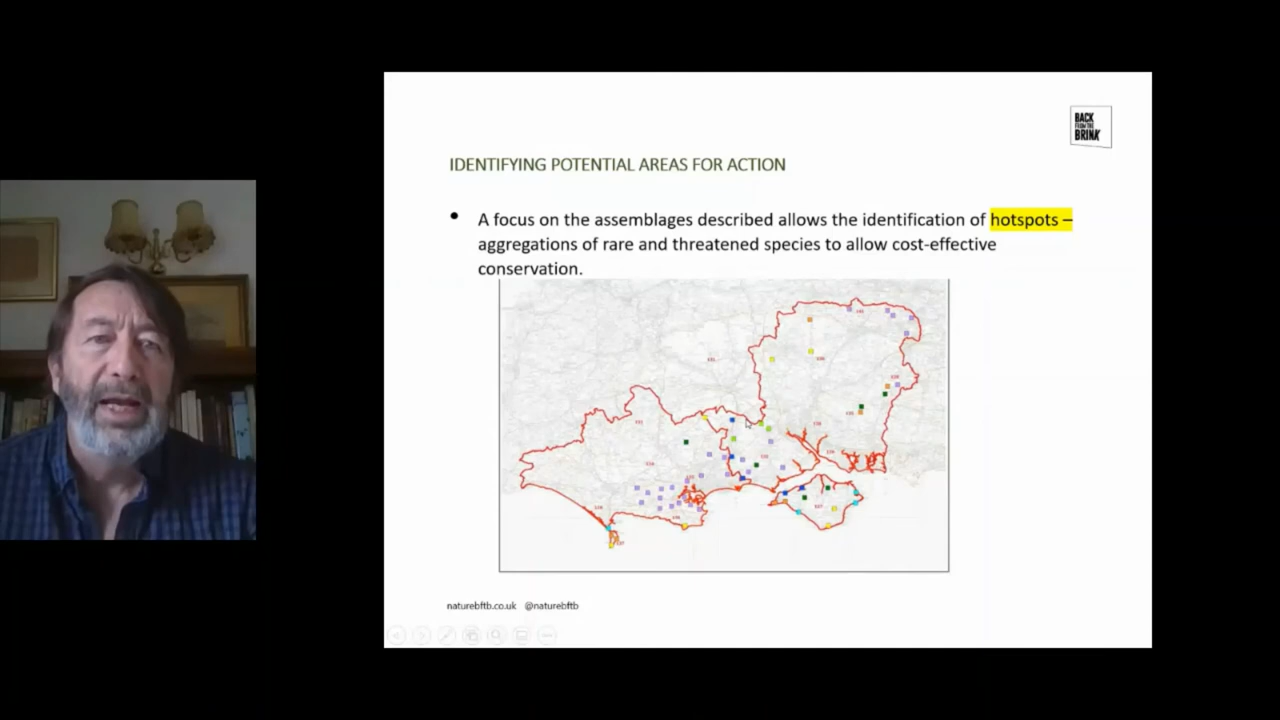 BACK
FROM THE
BRINK
IDENTIFYING POTENTIAL AREAS FOR ACTION
• A focus on the assemblages described allows the identification of hotspots –
aggregations of rare and threatened species to allow cost-effective
conservation.
naturebftb.co.uk @naturebftb